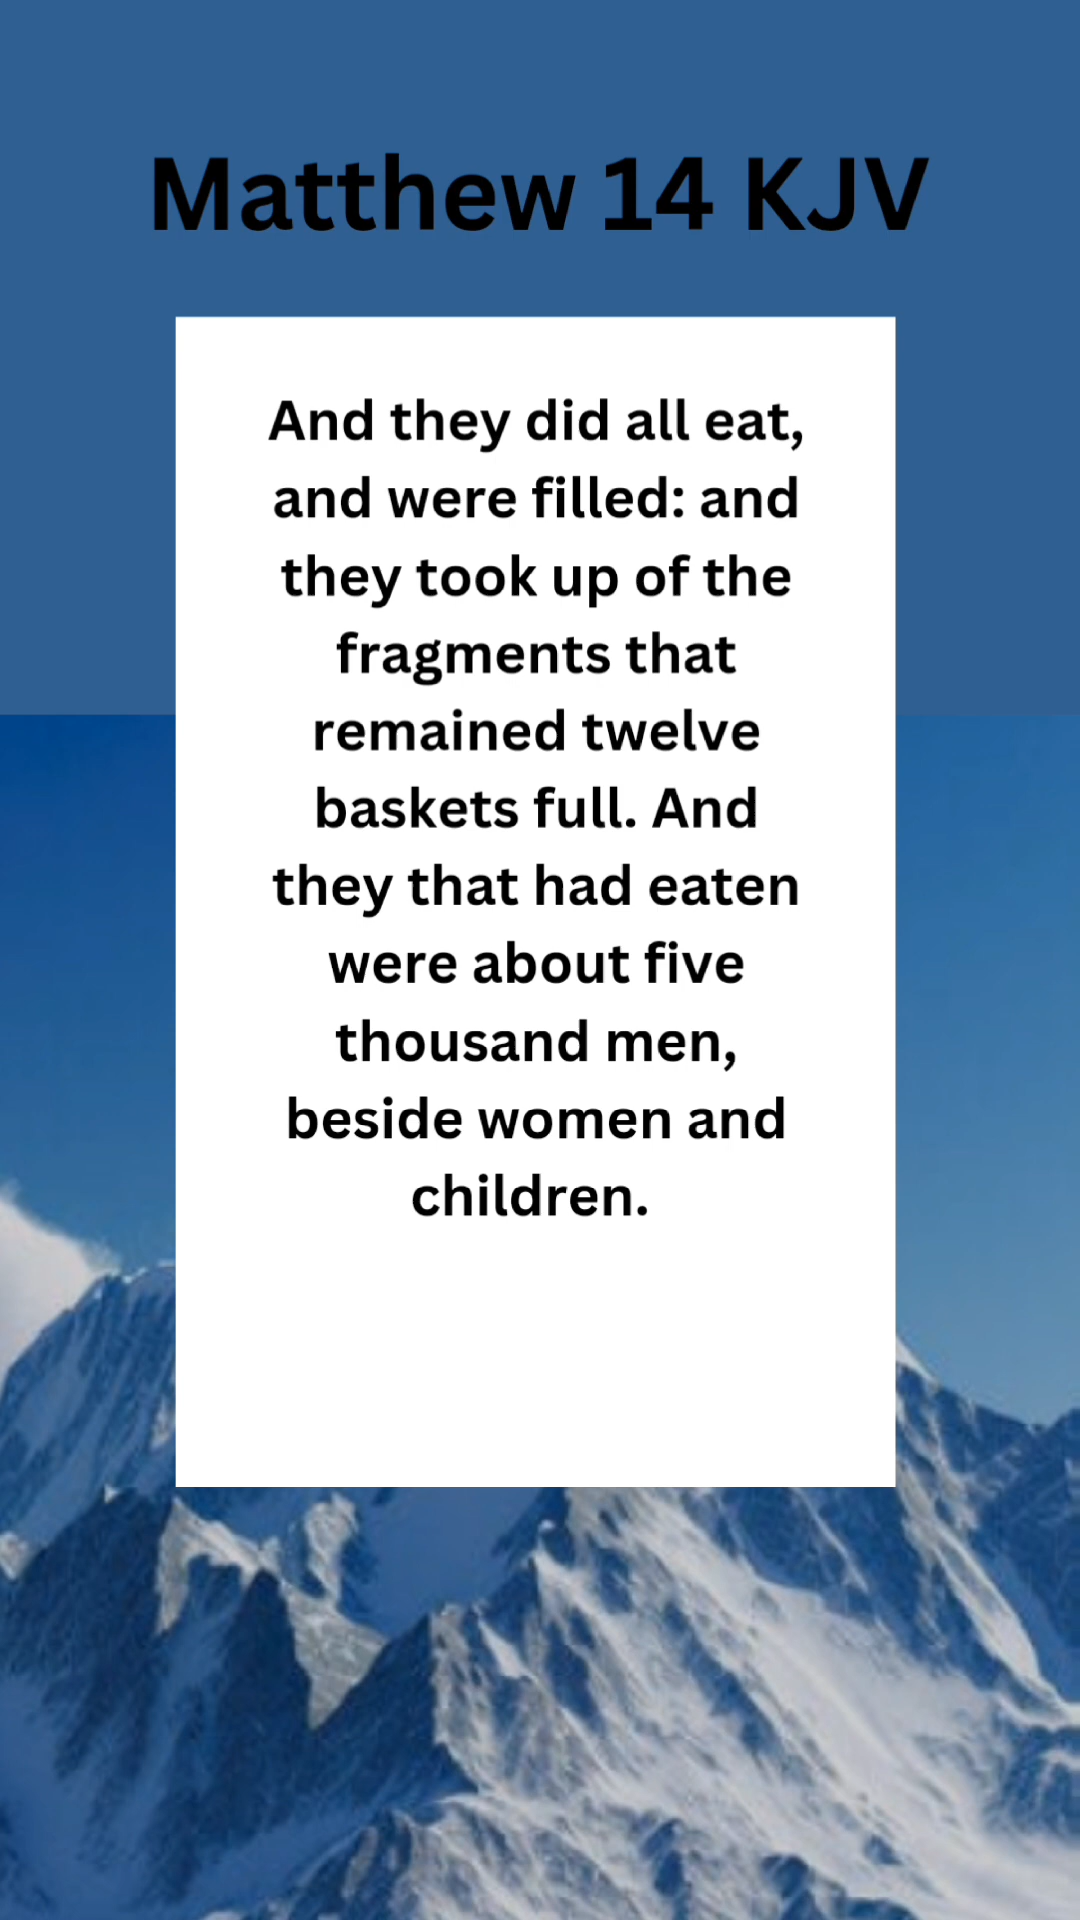 Matthew 14 KJV
And they did all eat,
and were filled: and
they took up of the
fragments that
remained twelve
baskets full. And
they that had eaten
were about five
thousand men,
beside women and
children.